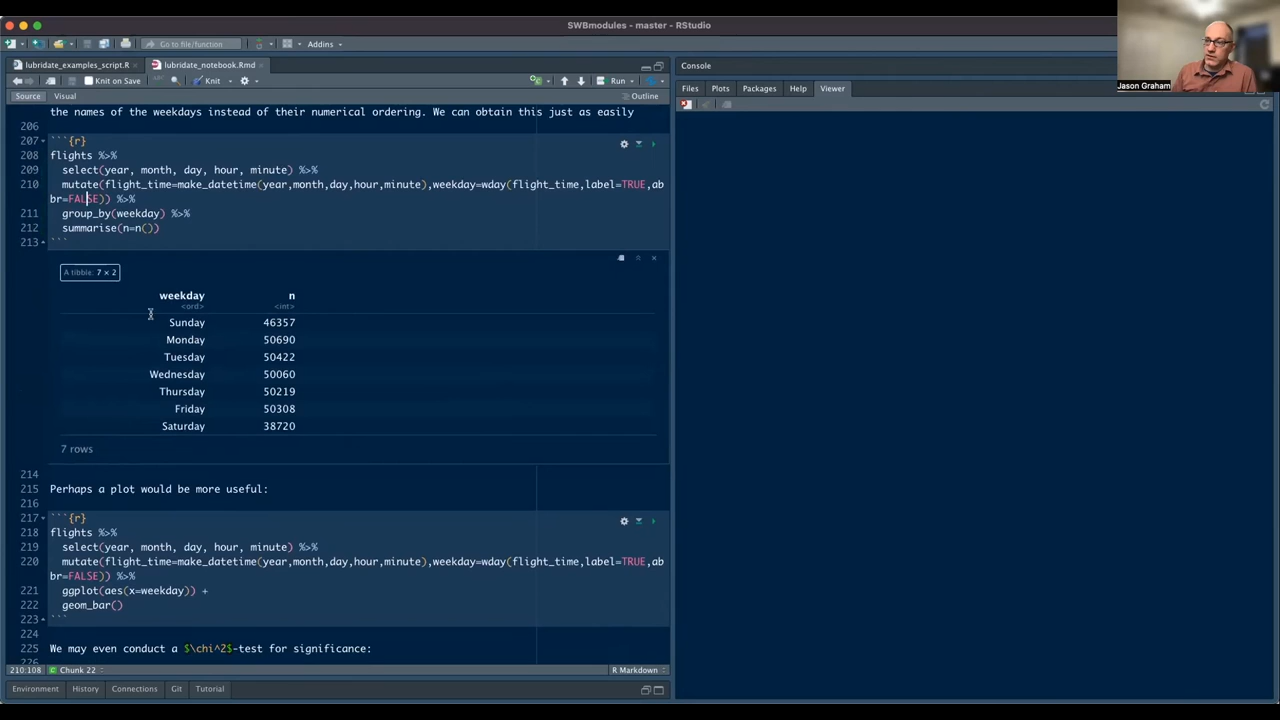 SWBmodules - master - RStudio
Go to file/function
Addins
Jason Graham
lubridate_examples_script.R
lubridate_notebook.Rmd
Knit on Save
Knit
Run
Source
Visual
Outline
the names of the weekdays instead of their numerical ordering. We can obtain this just as easily
206
207 ```{r}
208 flights %>%
209 select(year, month, day, hour, minute) %>%
210 mutate(flight_time=make_datetime(year,month,day,hour,minute),weekday=wday(flight_time,label=TRUE,a
bbr=FALSE)) %>%
211 group_by(weekday) %>%
212 summarise(n=n())
213 ```
A tibble: 7 × 2
weekday n
<ord> <int>
Sunday 46357
Monday 50690
Tuesday 50422
Wednesday 50060
Thursday 50219
Friday 50308
Saturday 38720
7 rows
214
215 Perhaps a plot would be more useful:
216
217 ```{r}
218 flights %>%
219 select(year, month, day, hour, minute) %>%
220 mutate(flight_time=make_datetime(year,month,day,hour,minute),weekday=wday(flight_time,label=TRUE,ab
br=FALSE)) %>%
221 ggplot(aes(x=weekday)) +
222 geom_bar()
223 ```
224
225 We may even conduct a $\chi^2$-test for significance:
226
210:108 Chunk 22 R Markdown
Environment History Connections Git Tutorial
Console
Files Plots Packages Help Viewer